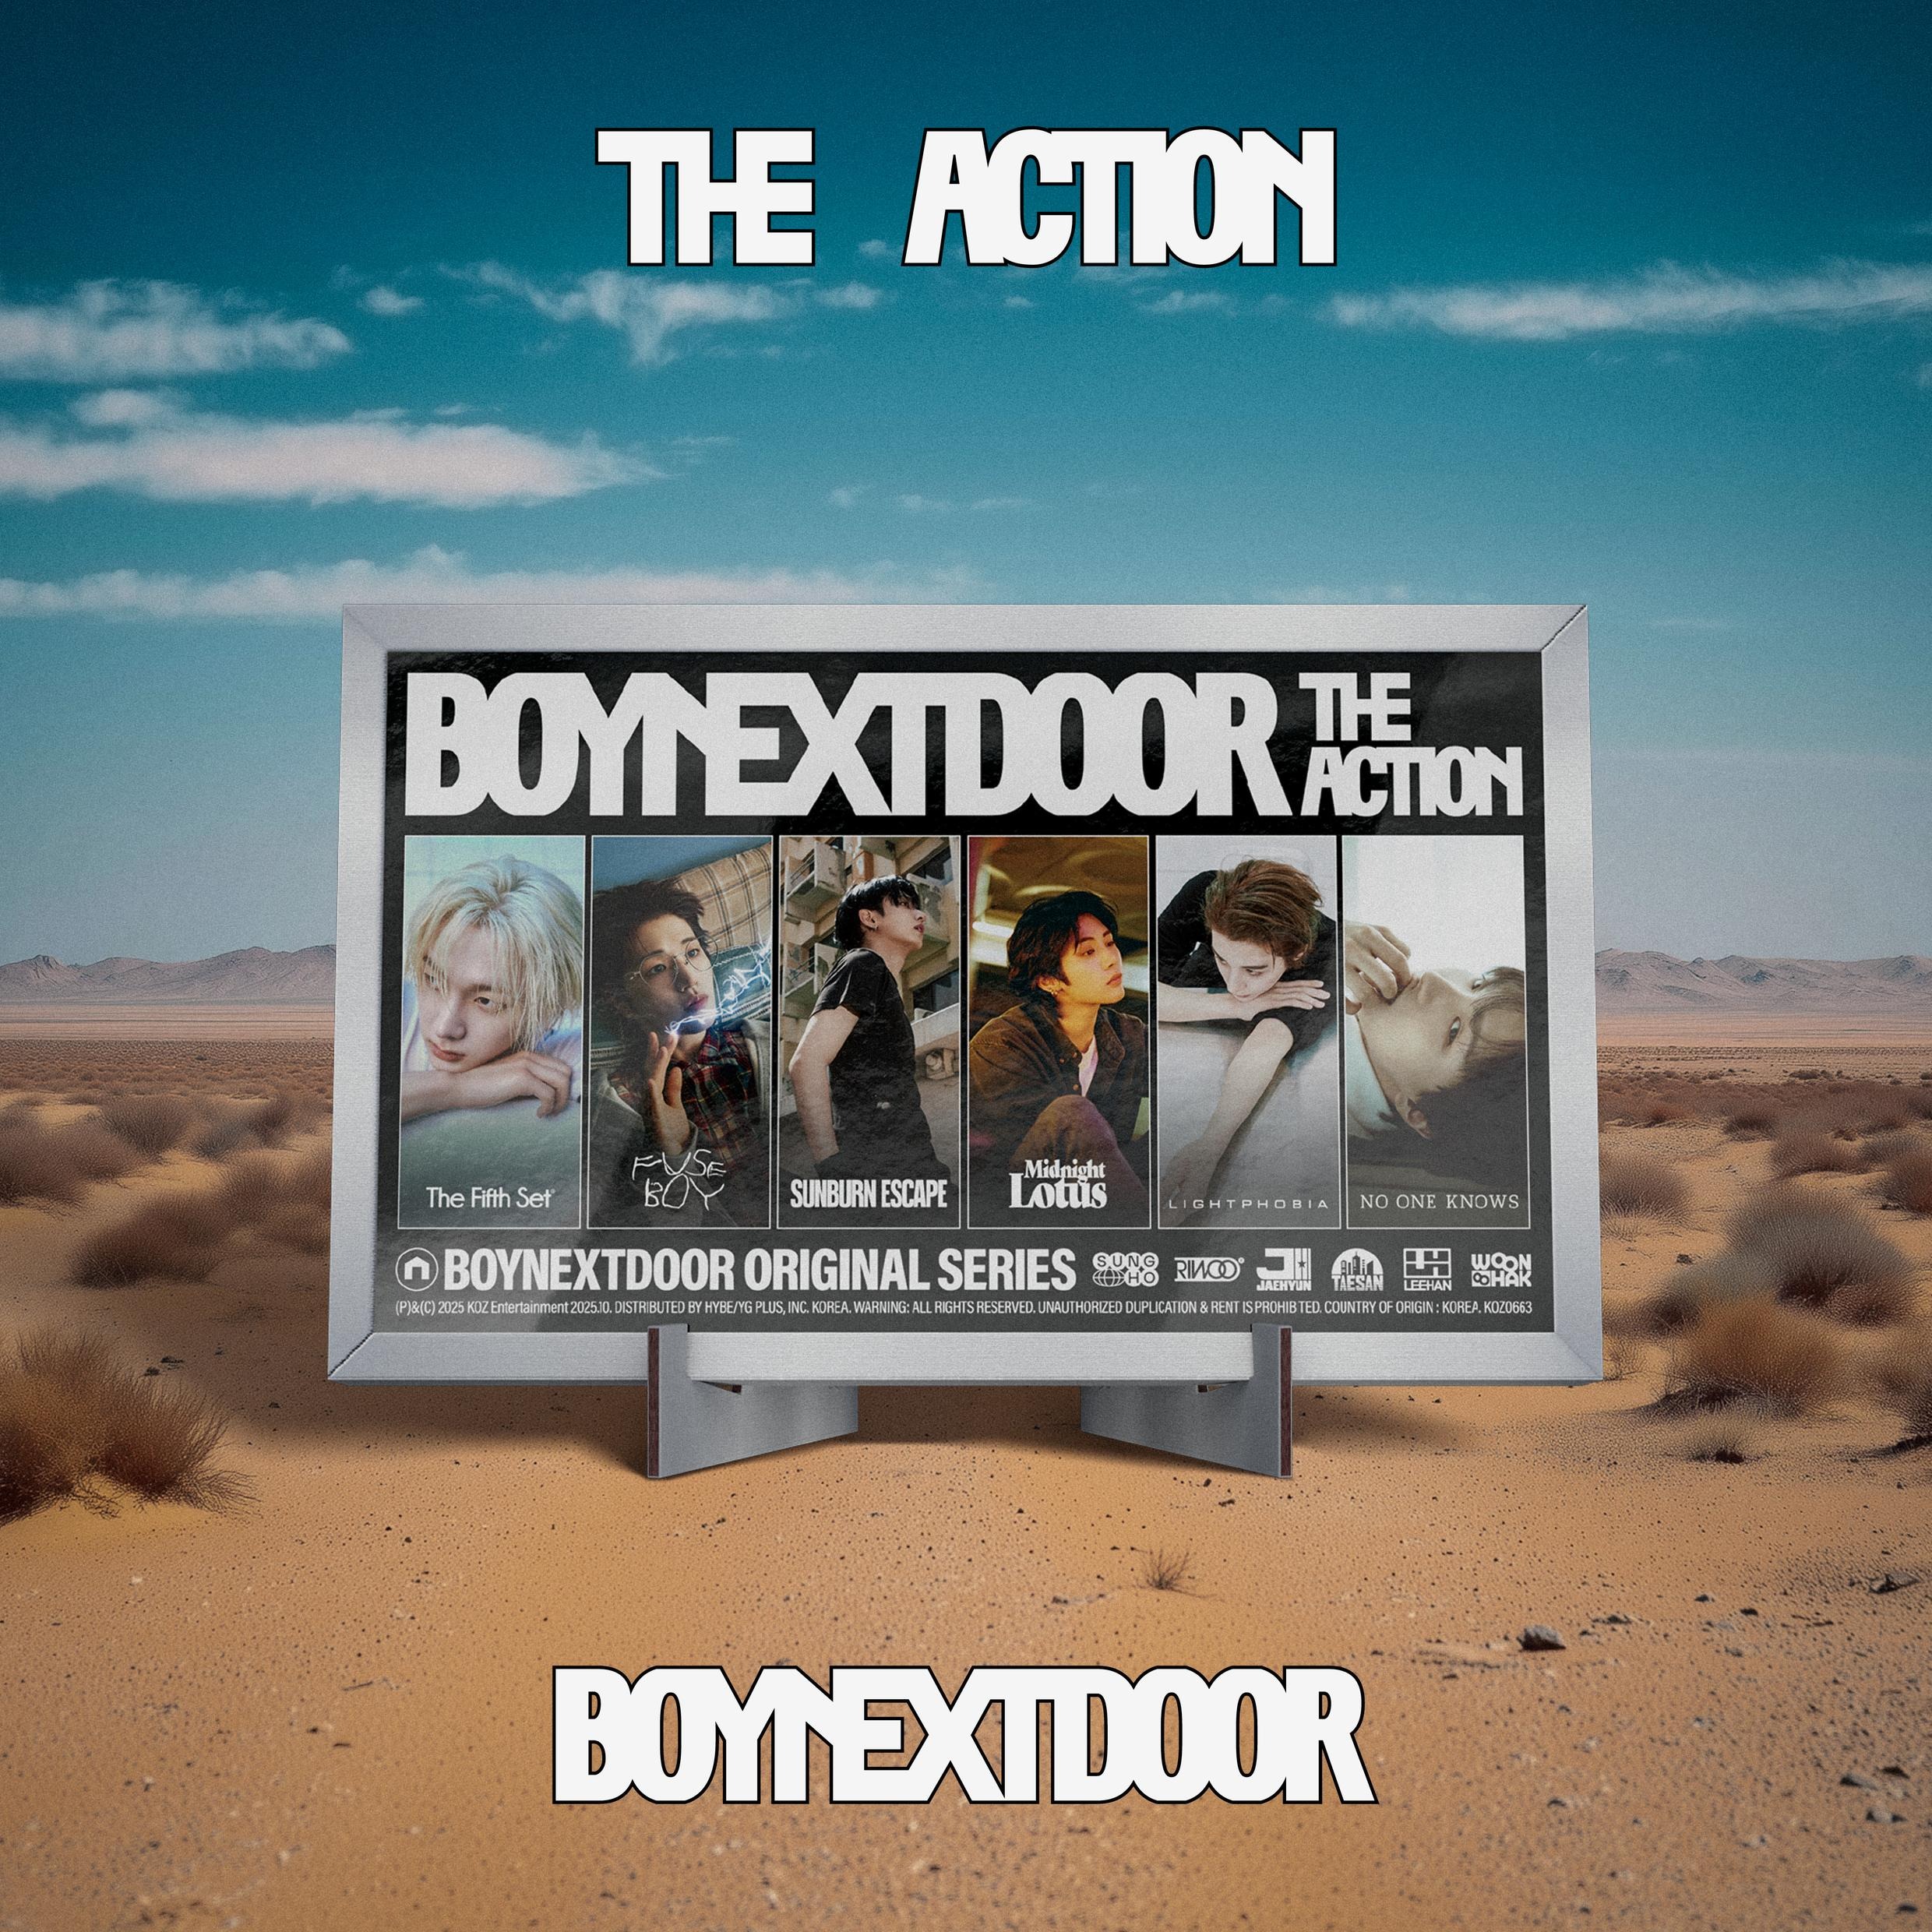 THE ACTION
BOYNEXTDOOR THE ACTION
The Fifth Set
FUSE BOY
SUNBURN ESCAPE
Midnight Lotus
LIGHTPHOBIA
NO ONE KNOWS
BOYNEXTDOOR ORIGINAL SERIES SUNG HO RIWOO JAEHYUN TAESAN LEEHAN WOON HAK
(P)&(C) 2025 KOZ Entertainment 2025.10. DISTRIBUTED BY HYBE/YG PLUS, INC. KOREA. WARNING: ALL RIGHTS RESERVED. UNAUTHORIZED DUPLICATION & RENT IS PROHIBTED. COUNTRY OF ORIGIN : KOREA. KOZ0663
BOYNEXTDOOR